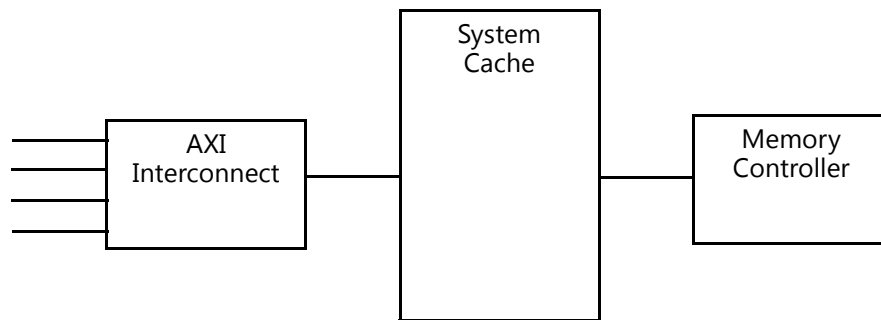 System
Cache
AXI
Interconnect
Memory
Controller